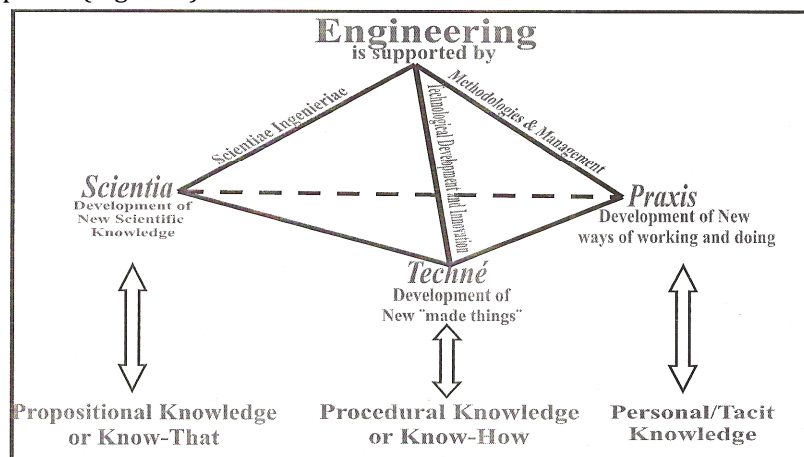 Engineering
is supported by
Scientiae Ingenieriae
Technological Development and Innovation
Methodologies & Management
Scientia
Development of
New Scientific
Knowledge
Praxis
Development of New
ways of working and doing
Techné
Development of
New "made things"
Propositional Knowledge
or Know-That
Procedural Knowledge
or Know-How
Personal/Tacit
Knowledge